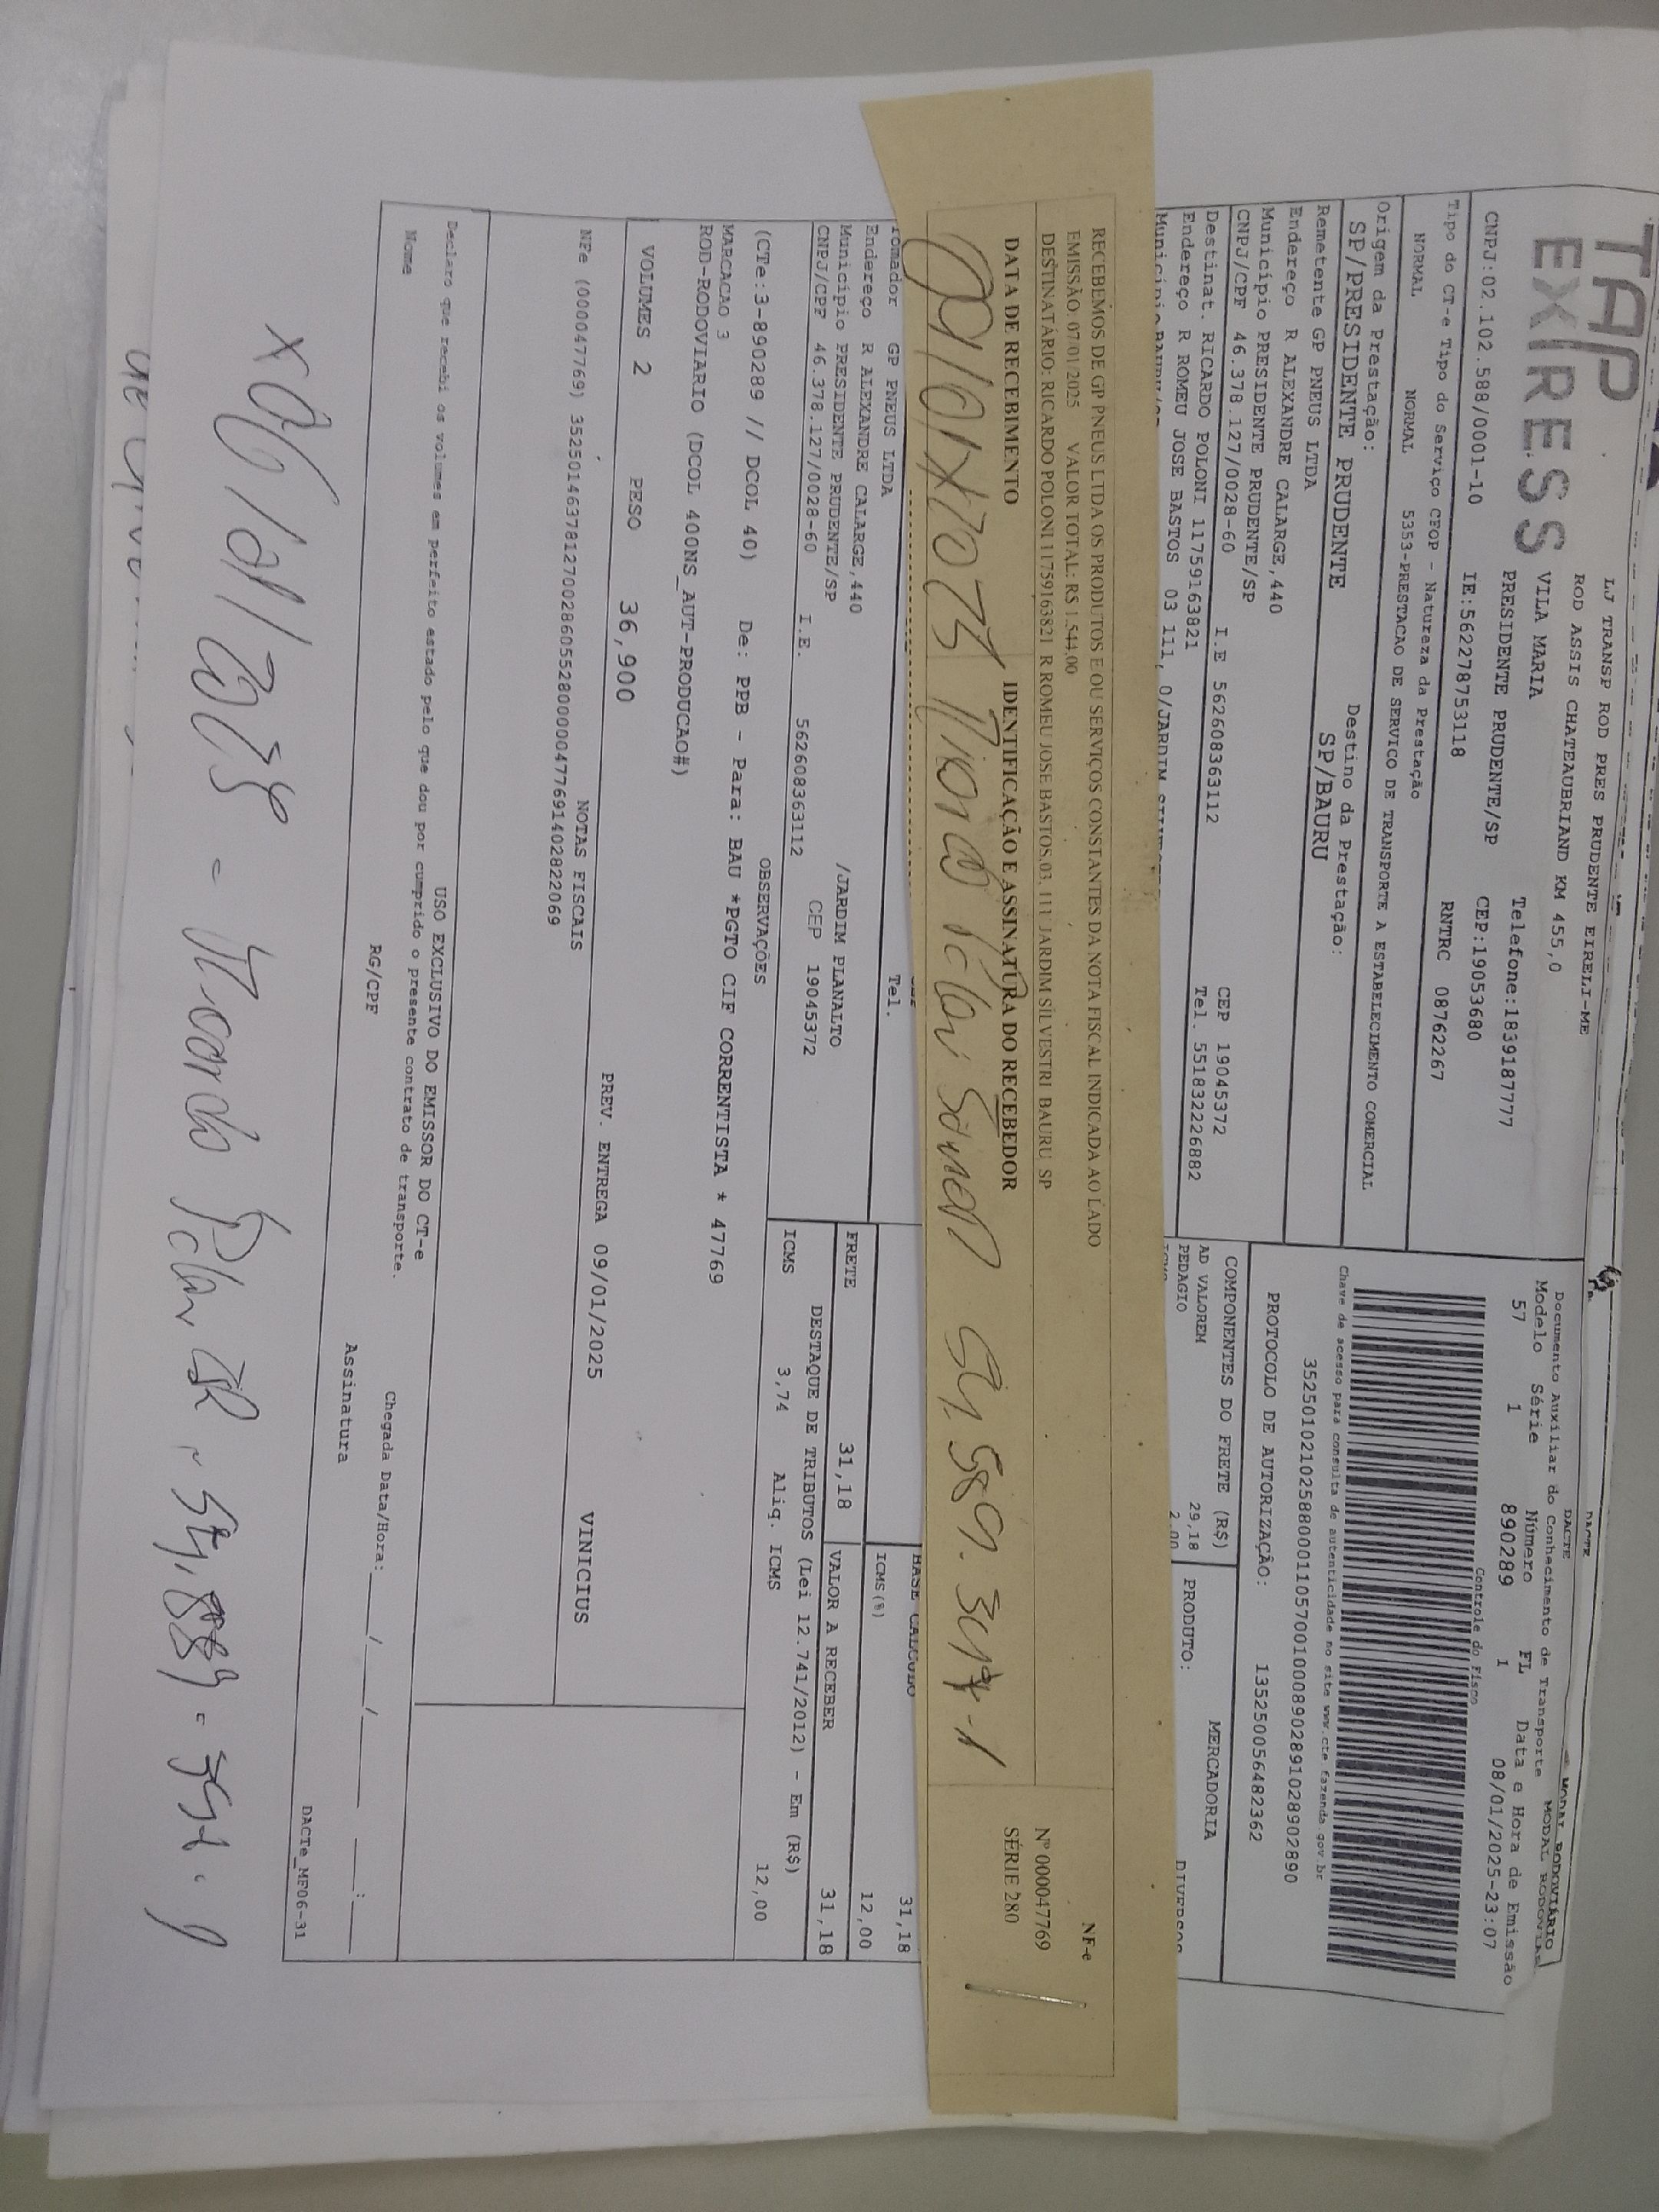 TAP
EXPRESS
LJ TRANSP ROD PRES PRUDENTE EIRELI-ME
ROD ASSIS CHATEAUBRIAND KM 455,0
VILA MARIA
PRESIDENTE PRUDENTE/SP Telefone:1839187777
CNPJ:02.102.588/0001-10 IE:562278753118 CEP:19053680
RNTRC 08762267
DACTE MODAL RODOVIÁRIO
Documento Auxiliar do Conhecimento de Transporte
Modelo Série Número FL Data e Hora de Emissão
57 1 890289 1 08/01/2025-23:07
Controle do Fisco
Tipo do CT-e Tipo do Serviço CFOP - Natureza da Prestação
NORMAL NORMAL 5353-PRESTACAO DE SERVICO DE TRANSPORTE A ESTABELECIMENTO COMERCIAL
Chave de acesso para consulta de autenticidade no site www.cte.fazenda.gov.br
35250102102588000110570010008902891028902890
Origem da Prestação: Destino da Prestação:
SP/PRESIDENTE PRUDENTE SP/BAURU
PROTOCOLO DE AUTORIZAÇÃO: 135250056482362
Remetente GP PNEUS LTDA
Endereço R ALEXANDRE CALARGE,440
Município PRESIDENTE PRUDENTE/SP CEP 19045372
CNPJ/CPF 46.378.127/0028-60 I.E 562608363112 Tel. 551832226882
COMPONENTES DO FRETE (R$) PRODUTO: MERCADORIA
AD VALOREM 29,18
PEDAGIO 2,00
DIVERSOS
Destinat. RICARDO POLONI 11759163821
Endereço R ROMEU JOSE BASTOS 03 111, 0/JARDIM SILVESTR
Município BAURU/SP
RECEBEMOS DE GP PNEUS LTDA OS PRODUTOS E/OU SERVIÇOS CONSTANTES DA NOTA FISCAL INDICADA AO LADO
EMISSÃO: 07/01/2025 VALOR TOTAL: R$ 1.544,00
DESTINATÁRIO: RICARDO POLONI 11759163821 R ROMEU JOSE BASTOS,03, 111 JARDIM SILVESTRI BAURU SP
DATA DE RECEBIMENTO IDENTIFICAÇÃO E ASSINATURA DO RECEBEDOR
NF-e
Nº 000047769
SÉRIE 280
Tel.
BASE CALCULO 31,18
Tomador GP PNEUS LTDA
Endereço R ALEXANDRE CALARGE,440 /JARDIM PLANALTO
Município PRESIDENTE PRUDENTE/SP CEP 19045372
CNPJ/CPF 46.378.127/0028-60 I.E. 562608363112
ICMS(%) 12,00
FRETE 31,18 VALOR A RECEBER 31,18
DESTAQUE DE TRIBUTOS (Lei 12.741/2012) - Em (R$)
ICMS 3,74 Aliq. ICMS 12,00
OBSERVAÇÕES
(CTe:3-890289 // DCOL 40) De: PPB - Para: BAU *PGTO CIF CORRENTISTA * 47769
MARCACAO 3
ROD-RODOVIARIO (DCOL 400NS_AUT-PRODUCAO#)
VOLUMES 2 PESO 36,900 PREV. ENTREGA 09/01/2025 VINICIUS
NOTAS FISCAIS
NFe (000047769) 35250146378127002860552800000477691402822069
USO EXCLUSIVO DO EMISSOR DO CT-e
Declaro que recebi os volumes em perfeito estado pelo que dou por cumprido o presente contrato de transporte.
Nome RG/CPF Assinatura Chegada Data/Hora:____/____/____ ___:___
DACTe_MF06-31